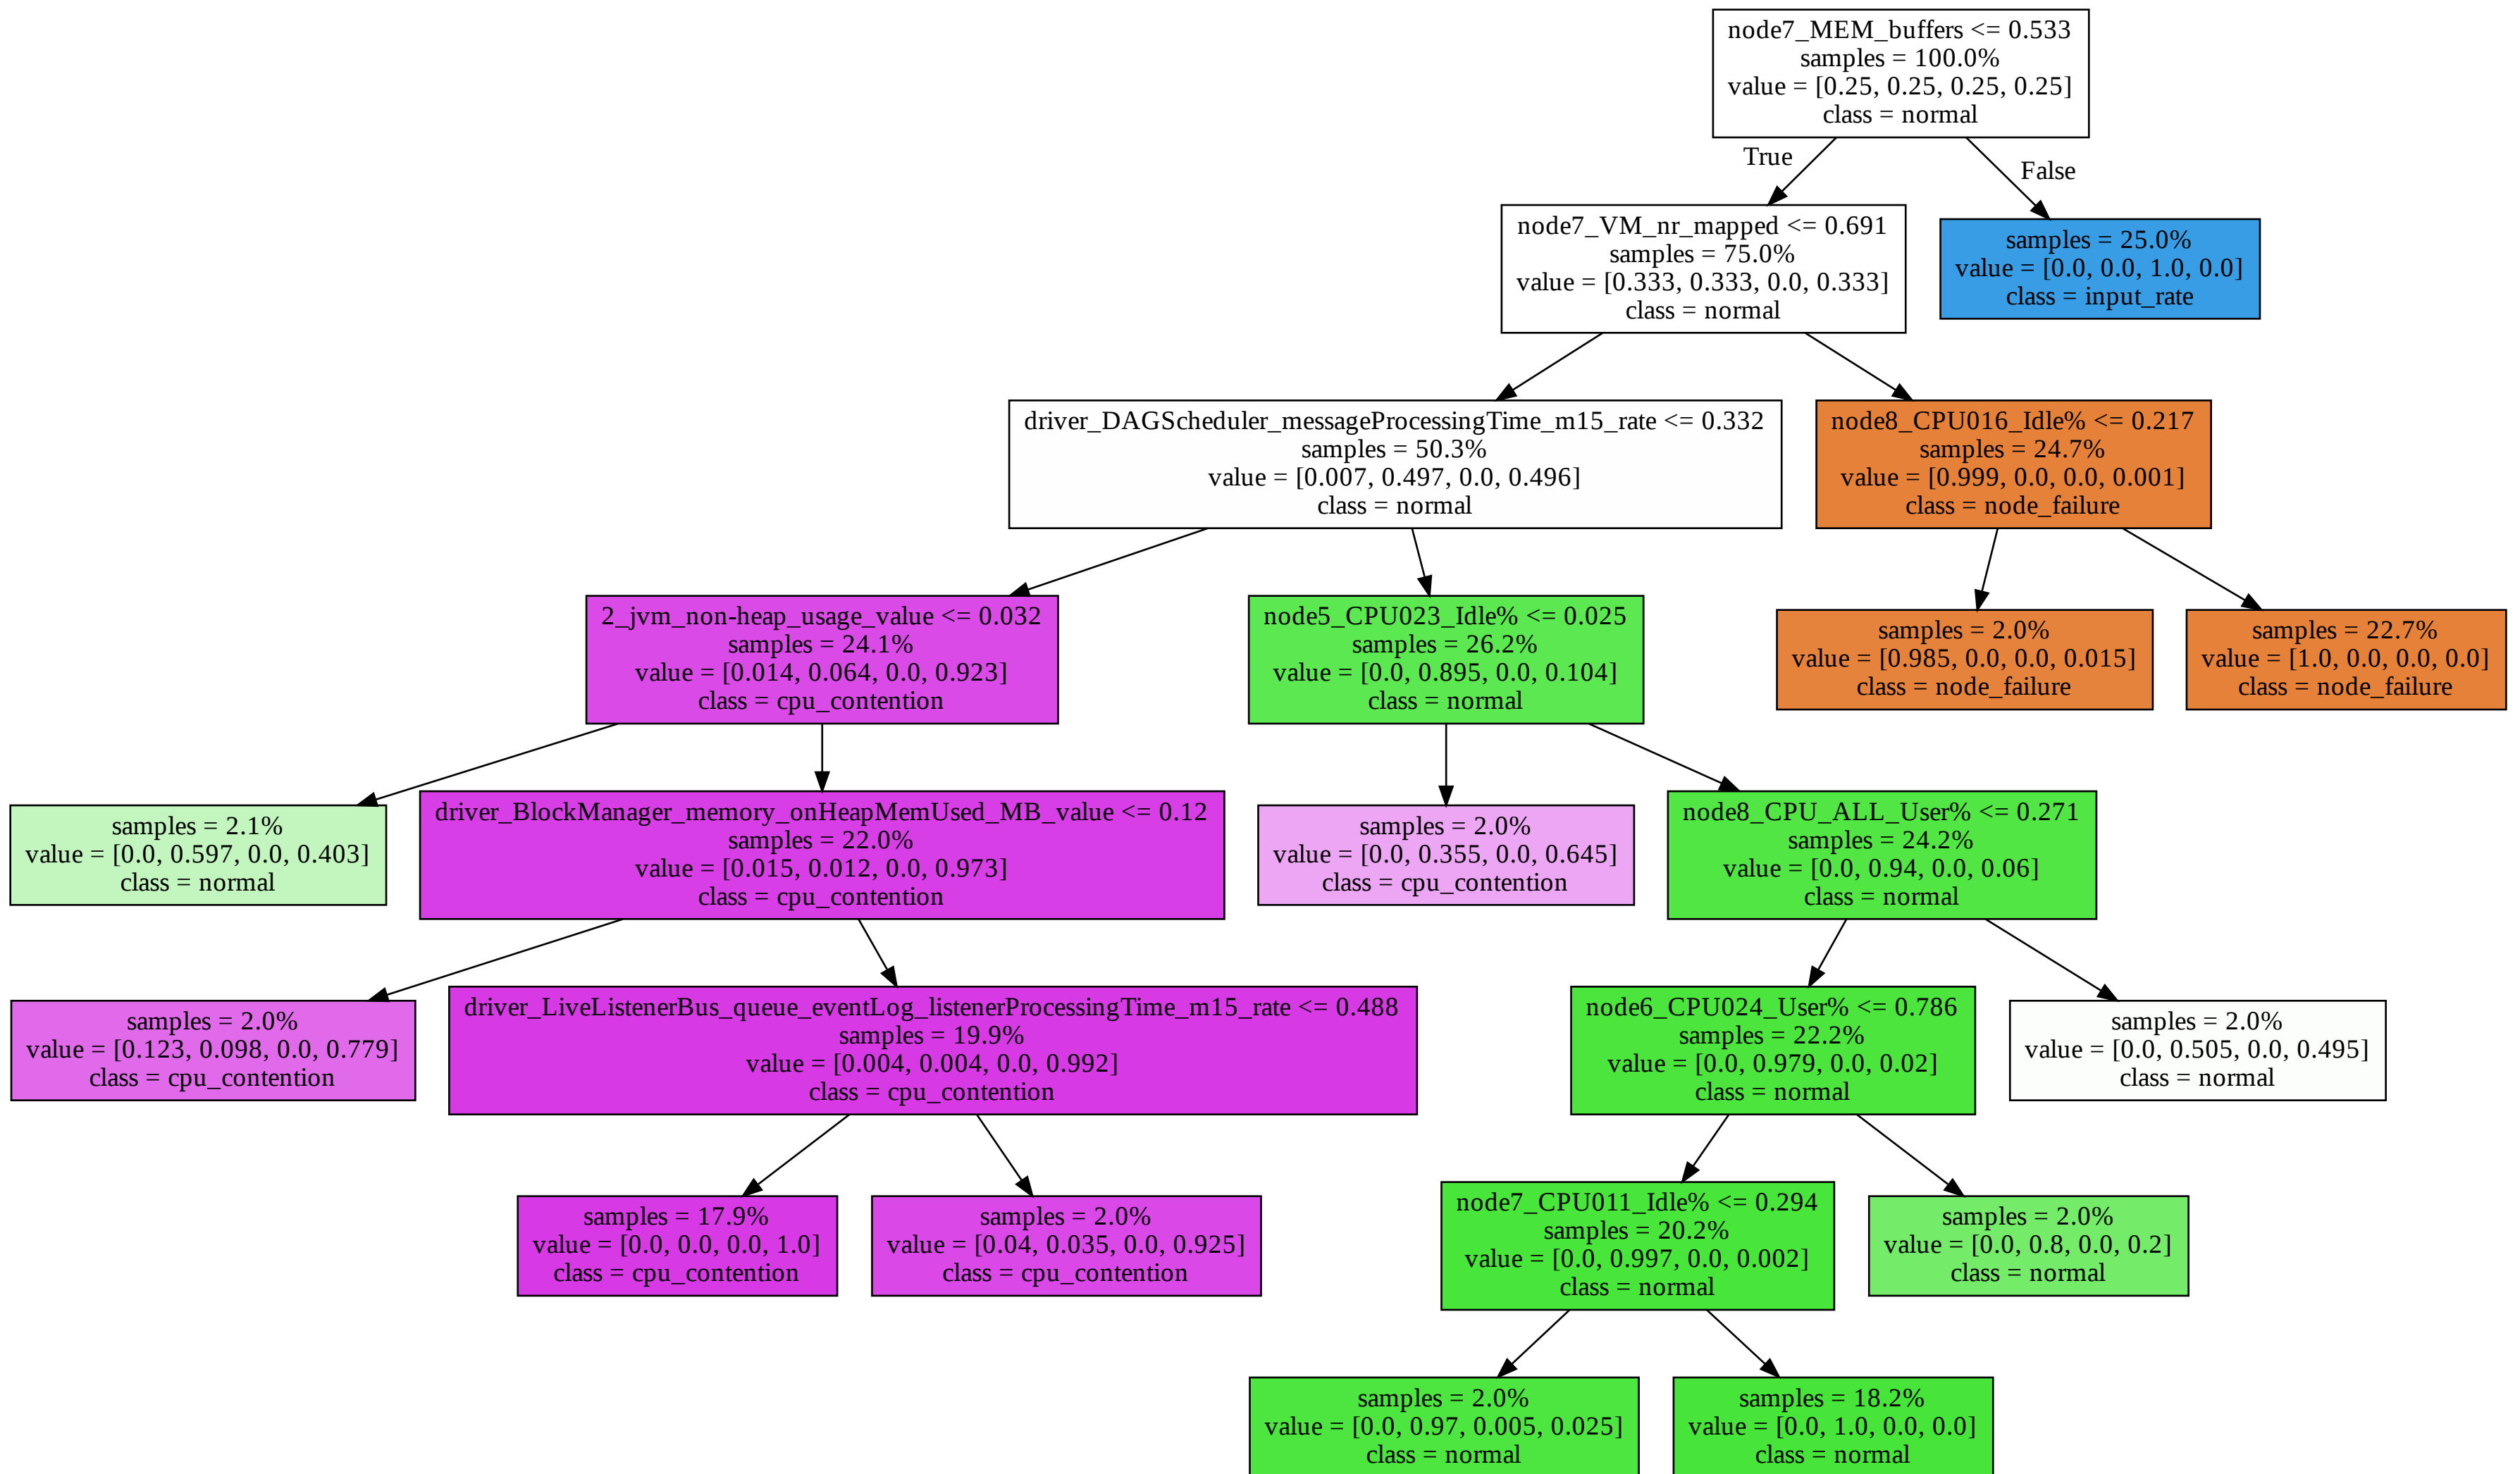 node7_MEM_buffers <= 0.533
samples = 100.0%
value = [0.25, 0.25, 0.25, 0.25]
class = normal
True
False
node7_VM_nr_mapped <= 0.691
samples = 75.0%
value = [0.333, 0.333, 0.0, 0.333]
class = normal
samples = 25.0%
value = [0.0, 0.0, 1.0, 0.0]
class = input_rate
driver_DAGScheduler_messageProcessingTime_m15_rate <= 0.332
samples = 50.3%
value = [0.007, 0.497, 0.0, 0.496]
class = normal
node8_CPU016_Idle% <= 0.217
samples = 24.7%
value = [0.999, 0.0, 0.0, 0.001]
class = node_failure
2_jvm_non-heap_usage_value <= 0.032
samples = 24.1%
value = [0.014, 0.064, 0.0, 0.923]
class = cpu_contention
node5_CPU023_Idle% <= 0.025
samples = 26.2%
value = [0.0, 0.895, 0.0, 0.104]
class = normal
samples = 2.0%
value = [0.985, 0.0, 0.0, 0.015]
class = node_failure
samples = 22.7%
value = [1.0, 0.0, 0.0, 0.0]
class = node_failure
samples = 2.1%
value = [0.0, 0.597, 0.0, 0.403]
class = normal
driver_BlockManager_memory_onHeapMemUsed_MB_value <= 0.12
samples = 22.0%
value = [0.015, 0.012, 0.0, 0.973]
class = cpu_contention
samples = 2.0%
value = [0.0, 0.355, 0.0, 0.645]
class = cpu_contention
node8_CPU_ALL_User% <= 0.271
samples = 24.2%
value = [0.0, 0.94, 0.0, 0.06]
class = normal
samples = 2.0%
value = [0.123, 0.098, 0.0, 0.779]
class = cpu_contention
driver_LiveListenerBus_queue_eventLog_listenerProcessingTime_m15_rate <= 0.488
samples = 19.9%
value = [0.004, 0.004, 0.0, 0.992]
class = cpu_contention
node6_CPU024_User% <= 0.786
samples = 22.2%
value = [0.0, 0.979, 0.0, 0.02]
class = normal
samples = 2.0%
value = [0.0, 0.505, 0.0, 0.495]
class = normal
samples = 17.9%
value = [0.0, 0.0, 0.0, 1.0]
class = cpu_contention
samples = 2.0%
value = [0.04, 0.035, 0.0, 0.925]
class = cpu_contention
node7_CPU011_Idle% <= 0.294
samples = 20.2%
value = [0.0, 0.997, 0.0, 0.002]
class = normal
samples = 2.0%
value = [0.0, 0.8, 0.0, 0.2]
class = normal
samples = 2.0%
value = [0.0, 0.97, 0.005, 0.025]
class = normal
samples = 18.2%
value = [0.0, 1.0, 0.0, 0.0]
class = normal